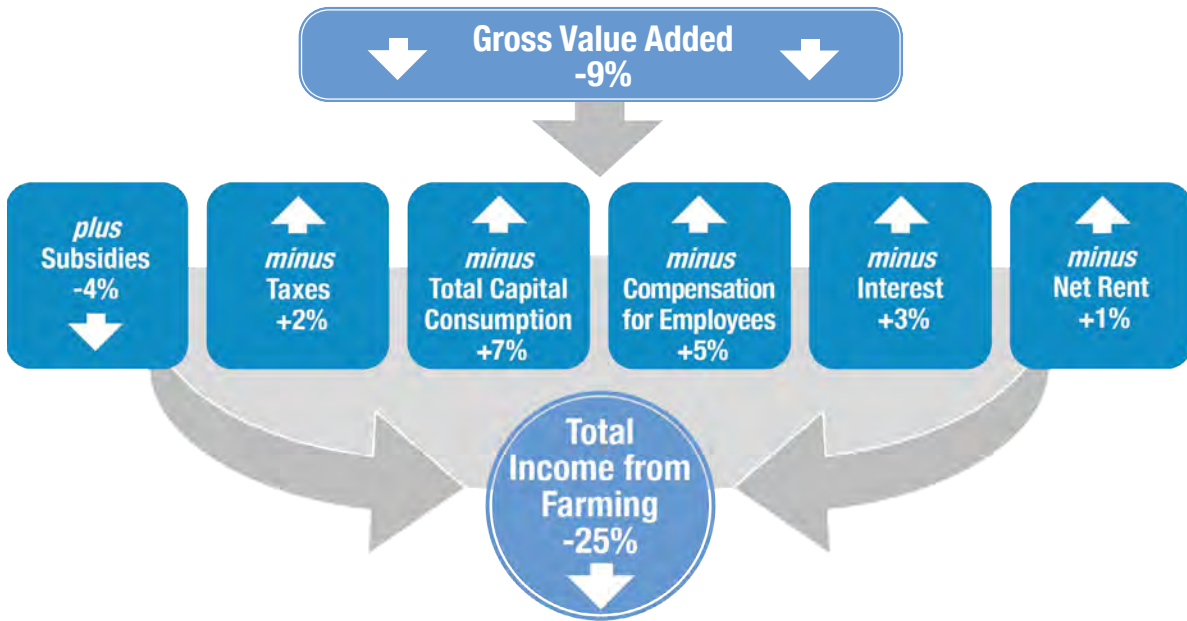 Gross Value Added
-9%
plus
Subsidies
-4%
minus
Taxes
+2%
minus
Total Capital
Consumption
+7%
minus
Compensation
for Employees
+5%
minus
Interest
+3%
minus
Net Rent
+1%
Total
Income from
Farming
-25%